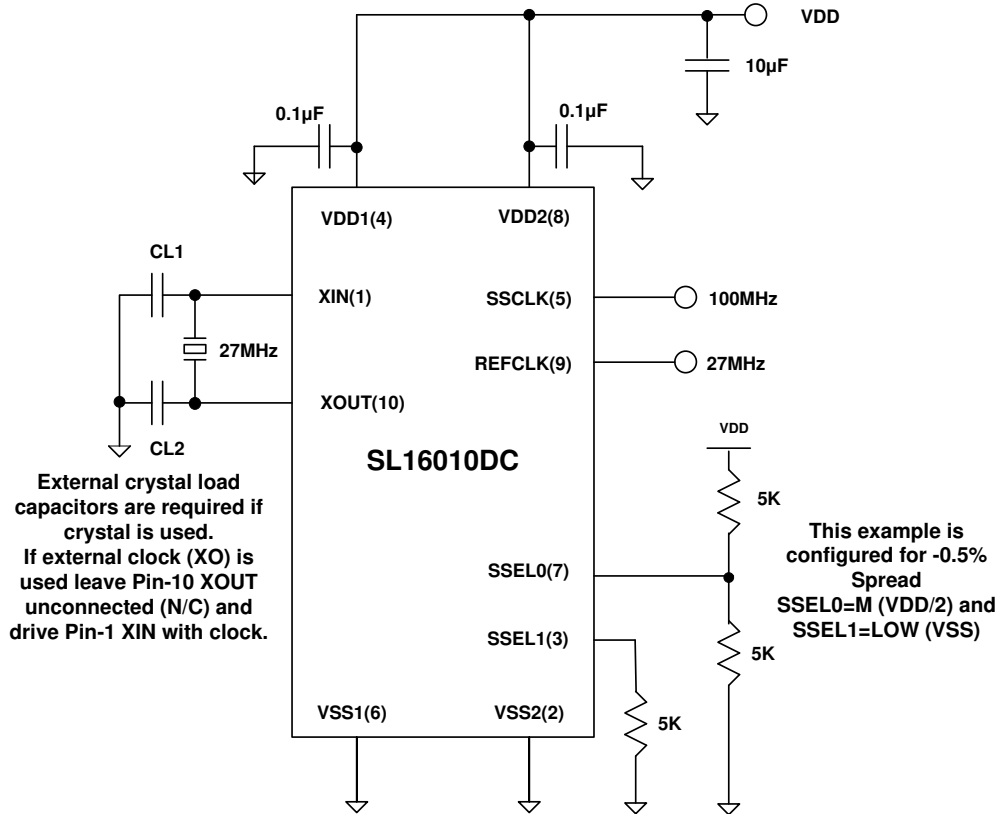 VDD
10µF
0.1µF
0.1µF
VDD1(4)
VDD2(8)
CL1
XIN(1)
SSCLK(5)
100MHz
27MHz
REFCLK(9)
27MHz
XOUT(10)
CL2
SL16010DC
VDD
External crystal load
capacitors are required if
crystal is used.
If external clock (XO) is
used leave Pin-10 XOUT
unconnected (N/C) and
drive Pin-1 XIN with clock.
5K
This example is
configured for -0.5%
Spread
SSEL0=M (VDD/2) and
SSEL1=LOW (VSS)
SSEL0(7)
SSEL1(3)
5K
VSS1(6)
VSS2(2)
5K